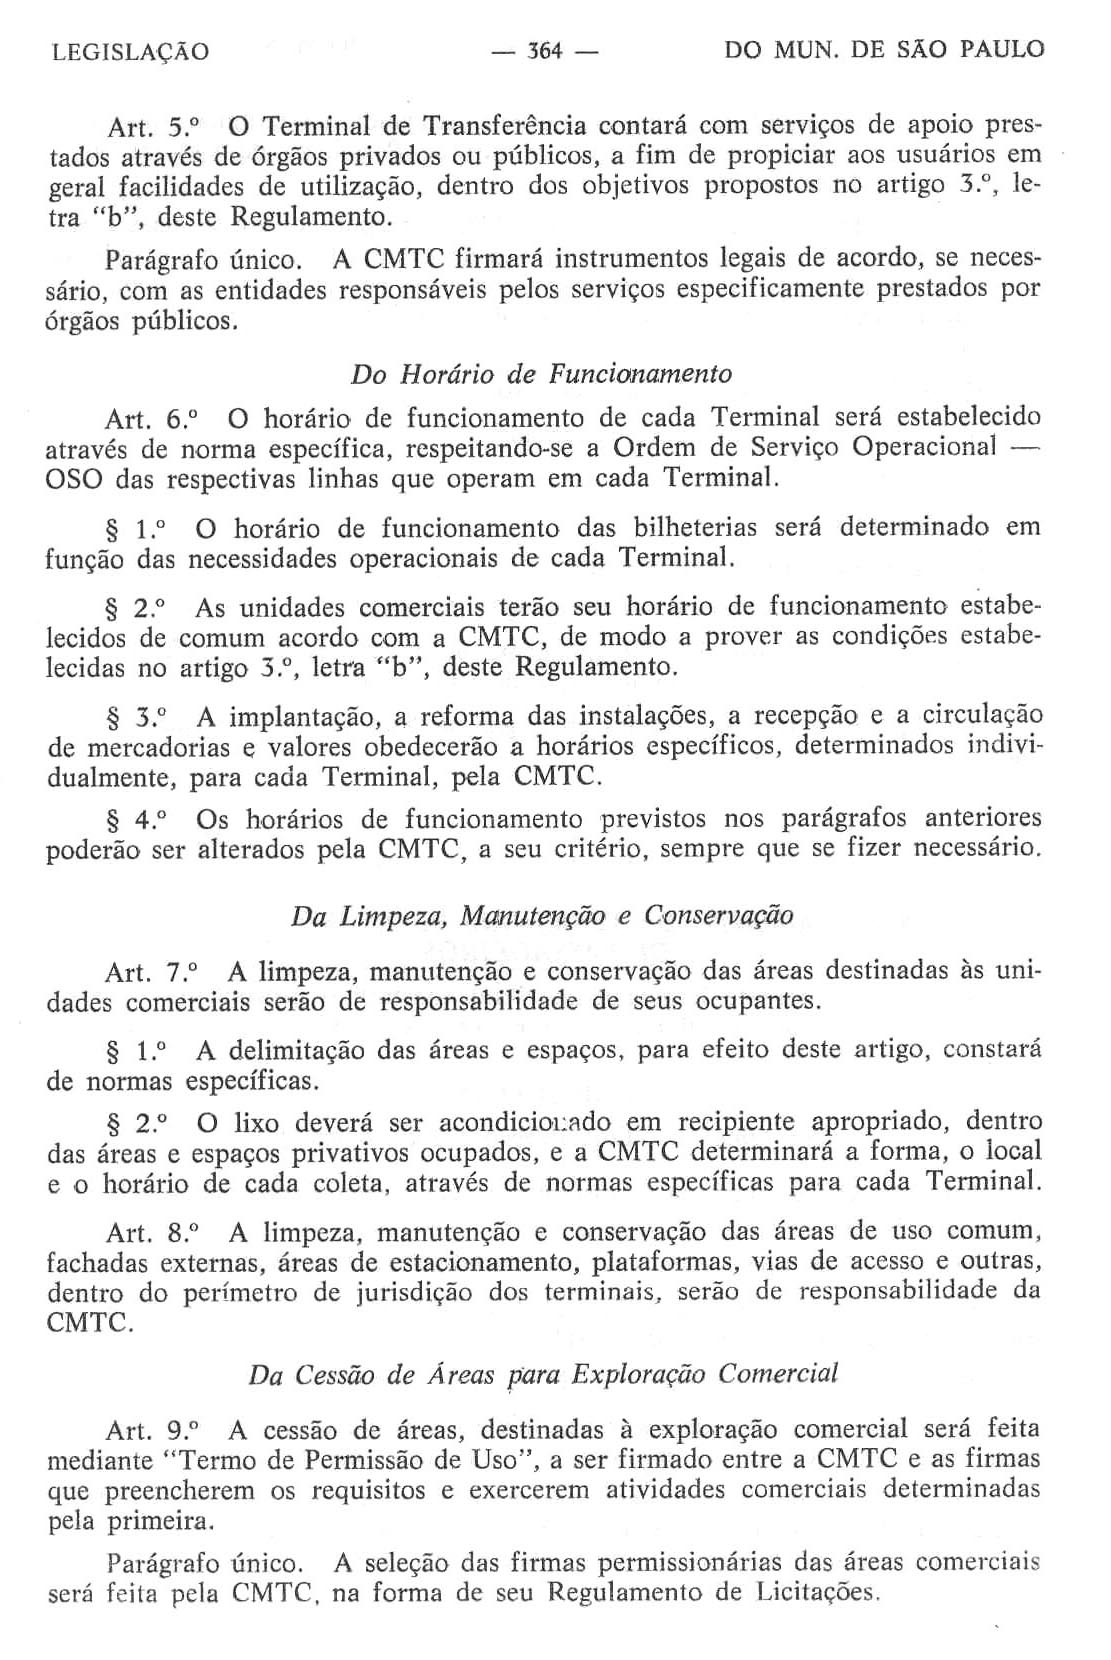 LEGISLAÇÃO — 364 — DO MUN. DE SÃO PAULO
Art. 5.º O Terminal de Transferência contará com serviços de apoio pres-
tados através de órgãos privados ou públicos, a fim de propiciar aos usuários em
geral facilidades de utilização, dentro dos objetivos propostos no artigo 3.º, le-
tra “b”, deste Regulamento.
Parágrafo único. A CMTC firmará instrumentos legais de acordo, se neces-
sário, com as entidades responsáveis pelos serviços especificamente prestados por
órgãos públicos.
Do Horário de Funcionamento
Art. 6.º O horário de funcionamento de cada Terminal será estabelecido
através de norma específica, respeitando-se a Ordem de Serviço Operacional —
OSO das respectivas linhas que operam em cada Terminal.
§ 1.º O horário de funcionamento das bilheterias será determinado em
função das necessidades operacionais de cada Terminal.
§ 2.º As unidades comerciais terão seu horário de funcionamento estabe-
lecidos de comum acordo com a CMTC, de modo a prover as condições estabe-
lecidas no artigo 3.º, letra “b”, deste Regulamento.
§ 3.º A implantação, a reforma das instalações, a recepção e a circulação
de mercadorias e valores obedecerão a horários específicos, determinados indivi-
dualmente, para cada Terminal, pela CMTC.
§ 4.º Os horários de funcionamento previstos nos parágrafos anteriores
poderão ser alterados pela CMTC, a seu critério, sempre que se fizer necessário.
Da Limpeza, Manutenção e Conservação
Art. 7.º A limpeza, manutenção e conservação das áreas destinadas às uni-
dades comerciais serão de responsabilidade de seus ocupantes.
§ 1.º A delimitação das áreas e espaços, para efeito deste artigo, constará
de normas específicas.
§ 2.º O lixo deverá ser acondicionado em recipiente apropriado, dentro
das áreas e espaços privativos ocupados, e a CMTC determinará a forma, o local
e o horário de cada coleta, através de normas específicas para cada Terminal.
Art. 8.º A limpeza, manutenção e conservação das áreas de uso comum,
fachadas externas, áreas de estacionamento, plataformas, vias de acesso e outras,
dentro do perímetro de jurisdição dos terminais, serão de responsabilidade da
CMTC.
Da Cessão de Áreas para Exploração Comercial
Art. 9.º A cessão de áreas, destinadas à exploração comercial será feita
mediante “Termo de Permissão de Uso”, a ser firmado entre a CMTC e as firmas
que preencherem os requisitos e exercerem atividades comerciais determinadas
pela primeira.
Parágrafo único. A seleção das firmas permissionárias das áreas comerciais
será feita pela CMTC, na forma de seu Regulamento de Licitações.